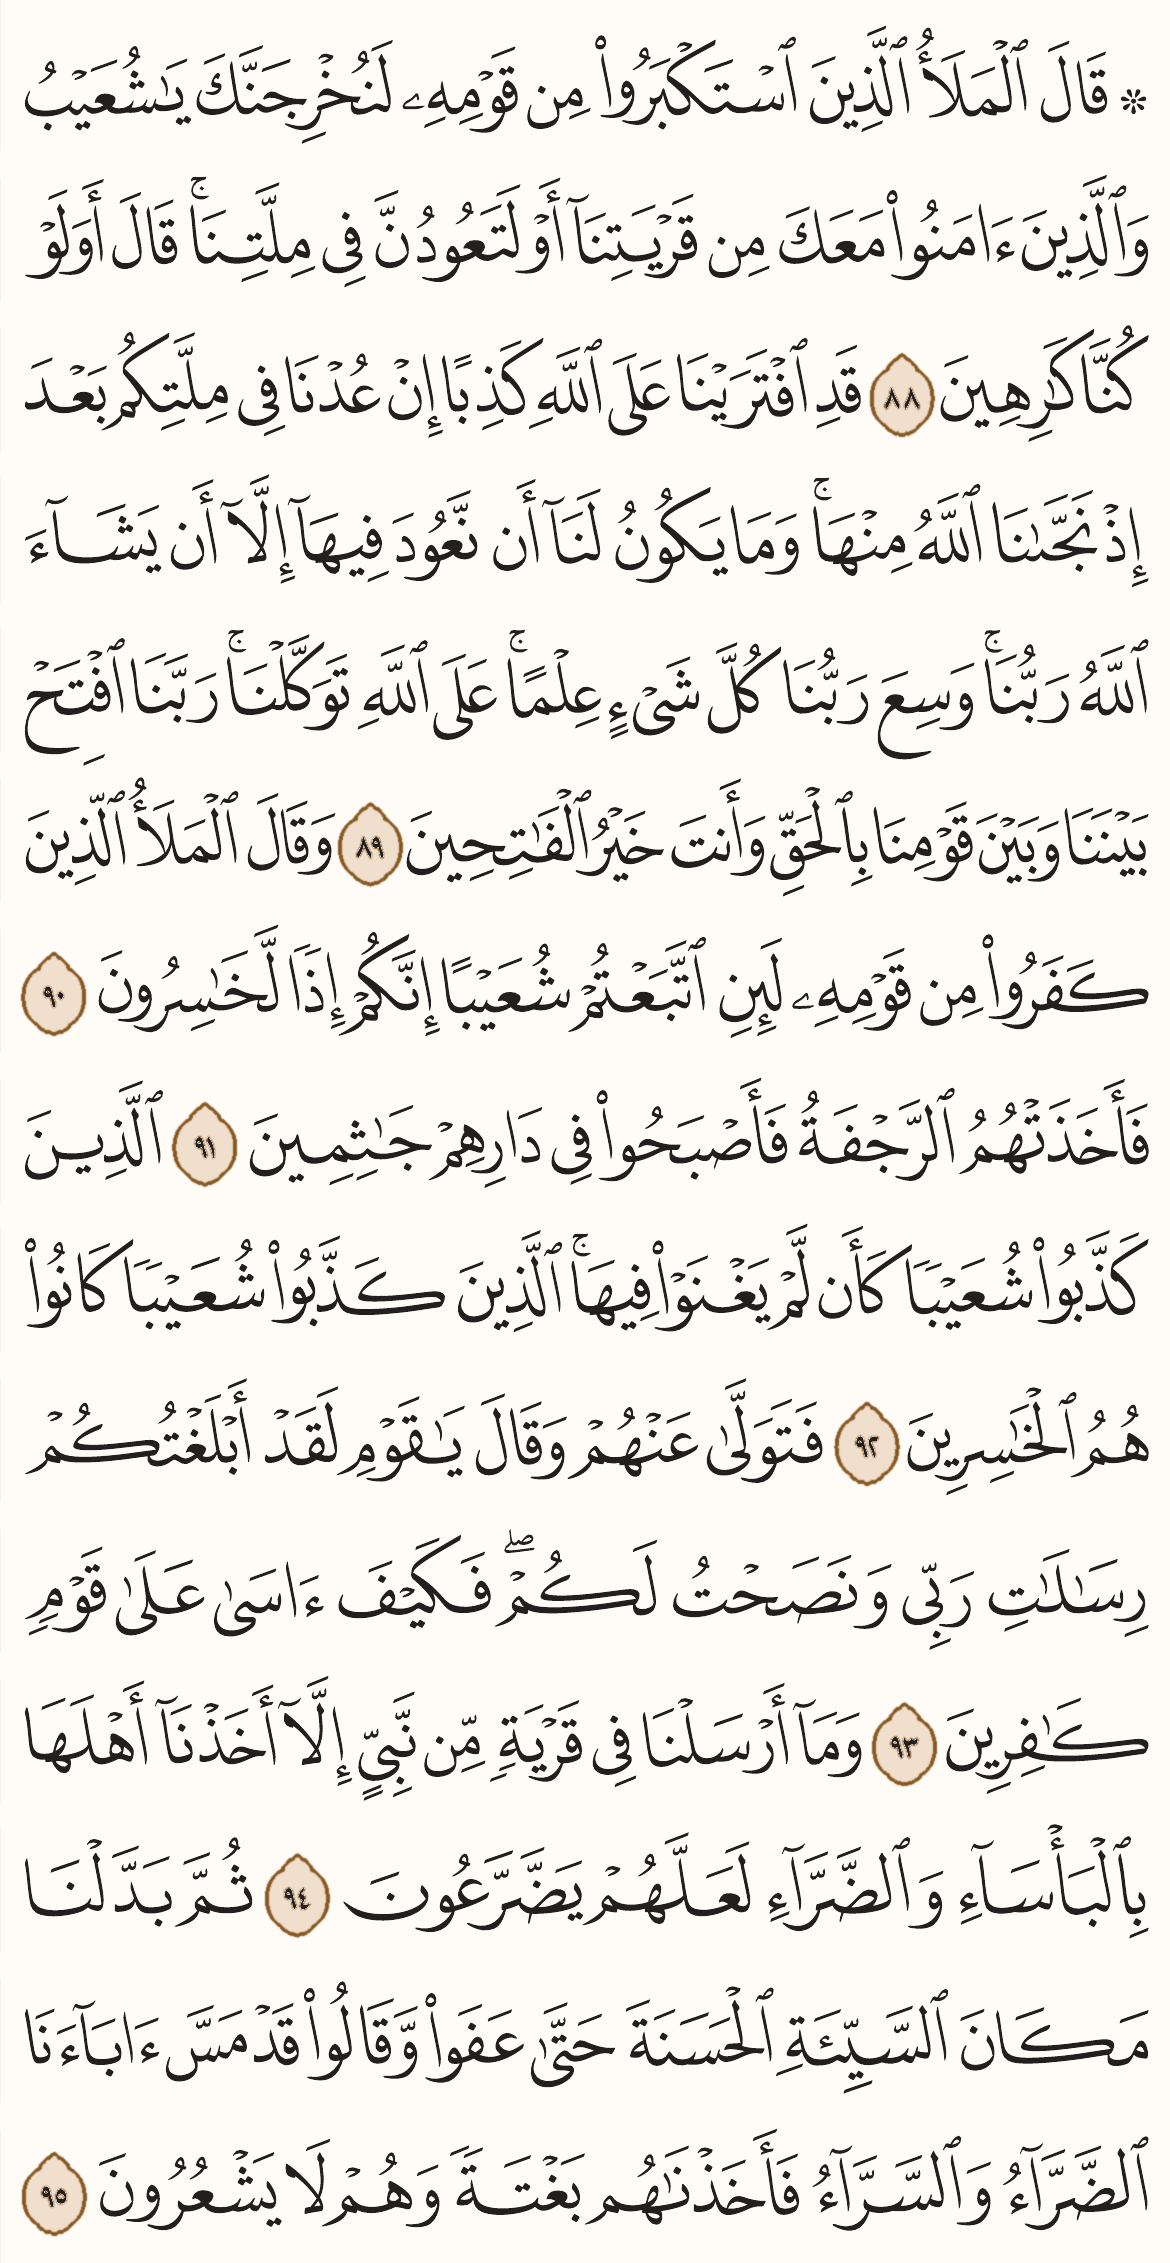 ۞ قَالَ ٱلْمَلَأُ ٱلَّذِينَ ٱسْتَكْبَرُوا۟ مِن قَوْمِهِۦ لَنُخْرِجَنَّكَ يَـٰشُعَيْبُ
وَٱلَّذِينَ ءَامَنُوا۟ مَعَكَ مِن قَرْيَتِنَآ أَوْ لَتَعُودُنَّ فِى مِلَّتِنَا ۚ قَالَ أَوَلَوْ
كُنَّا كَـٰرِهِينَ ٨٨ قَدِ ٱفْتَرَيْنَا عَلَى ٱللَّهِ كَذِبًا إِنْ عُدْنَا فِى مِلَّتِكُم بَعْدَ
إِذْ نَجَّىٰنَا ٱللَّهُ مِنْهَا ۚ وَمَا يَكُونُ لَنَآ أَن نَّعُودَ فِيهَآ إِلَّآ أَن يَشَآءَ
ٱللَّهُ رَبُّنَا ۚ وَسِعَ رَبُّنَا كُلَّ شَىْءٍ عِلْمًا ۚ عَلَى ٱللَّهِ تَوَكَّلْنَا ۚ رَبَّنَا ٱفْتَحْ
بَيْنَنَا وَبَيْنَ قَوْمِنَا بِٱلْحَقِّ وَأَنتَ خَيْرُ ٱلْفَـٰتِحِينَ ٨٩ وَقَالَ ٱلْمَلَأُ ٱلَّذِينَ
كَفَرُوا۟ مِن قَوْمِهِۦ لَئِنِ ٱتَّبَعْتُمْ شُعَيْبًا إِنَّكُمْ إِذًا لَّخَـٰسِرُونَ ٩٠
فَأَخَذَتْهُمُ ٱلرَّجْفَةُ فَأَصْبَحُوا۟ فِى دَارِهِمْ جَـٰثِمِينَ ٩١ ٱلَّذِينَ
كَذَّبُوا۟ شُعَيْبًا كَأَن لَّمْ يَغْنَوْا۟ فِيهَا ۚ ٱلَّذِينَ كَذَّبُوا۟ شُعَيْبًا كَانُوا۟
هُمُ ٱلْخَـٰسِرِينَ ٩٢ فَتَوَلَّىٰ عَنْهُمْ وَقَالَ يَـٰقَوْمِ لَقَدْ أَبْلَغْتُكُمْ
رِسَـٰلَـٰتِ رَبِّى وَنَصَحْتُ لَكُمْ ۖ فَكَيْفَ ءَاسَىٰ عَلَىٰ قَوْمٍ
كَـٰفِرِينَ ٩٣ وَمَآ أَرْسَلْنَا فِى قَرْيَةٍ مِّن نَّبِىٍّ إِلَّآ أَخَذْنَآ أَهْلَهَا
بِٱلْبَأْسَآءِ وَٱلضَّرَّآءِ لَعَلَّهُمْ يَضَّرَّعُونَ ٩٤ ثُمَّ بَدَّلْنَا
مَكَانَ ٱلسَّيِّئَةِ ٱلْحَسَنَةَ حَتَّىٰ عَفَوا۟ وَّقَالُوا۟ قَدْ مَسَّ ءَابَآءَنَا
ٱلضَّرَّآءُ وَٱلسَّرَّآءُ فَأَخَذْنَـٰهُم بَغْتَةً وَهُمْ لَا يَشْعُرُونَ ٩٥